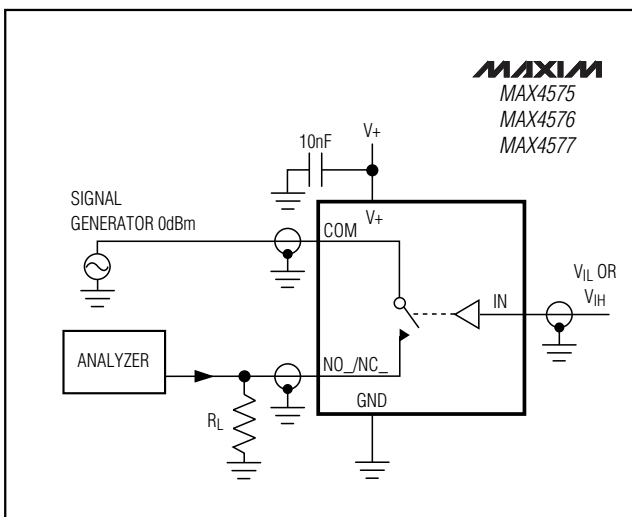 MAXIM
MAX4575
MAX4576
MAX4577
V+
10nF
SIGNAL
GENERATOR 0dBm
V+
COM
VIL OR
VIH
IN
ANALYZER
NO_/NC_
GND
RL